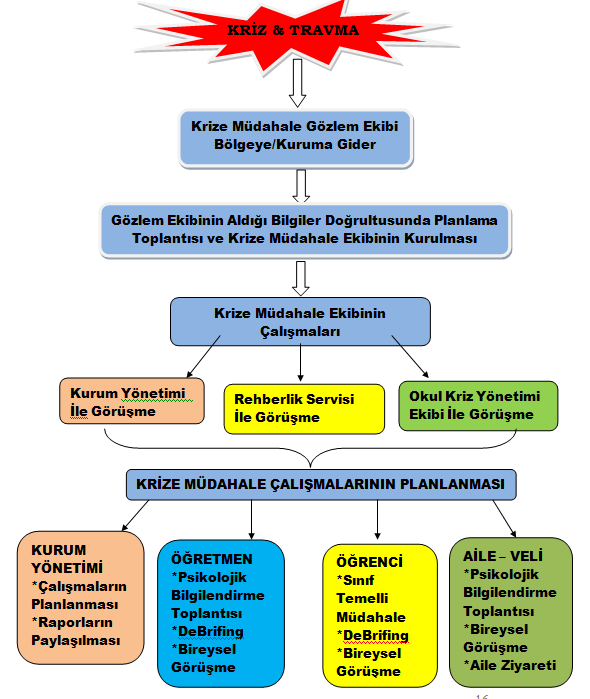 KRİZ & TRAVMA
Krize Müdahale Gözlem Ekibi
Bölgeye/Kuruma Gider
Gözlem Ekibinin Aldığı Bilgiler Doğrultusunda Planlama
Toplantısı ve Krize Müdahale Ekibinin Kurulması
Krize Müdahale Ekibinin
Çalışmaları
Kurum Yönetimi
İle Görüşme
Rehberlik Servisi
İle Görüşme
Okul Kriz Yönetimi
Ekibi İle Görüşme
KRİZE MÜDAHALE ÇALIŞMALARININ PLANLANMASI
KURUM
YÖNETİMİ
*Çalışmaların
Planlanması
*Raporların
Paylaşılması
ÖĞRETMEN
*Psikolojik
Bilgilendirme
Toplantısı
*DeBrifing
*Bireysel
Görüşme
ÖĞRENCİ
*Sınıf
Temelli
Müdahale
*DeBrifing
*Bireysel
Görüşme
AİLE – VELİ
*Psikolojik
Bilgilendirme
Toplantısı
*Bireysel
Görüşme
*Aile Ziyareti